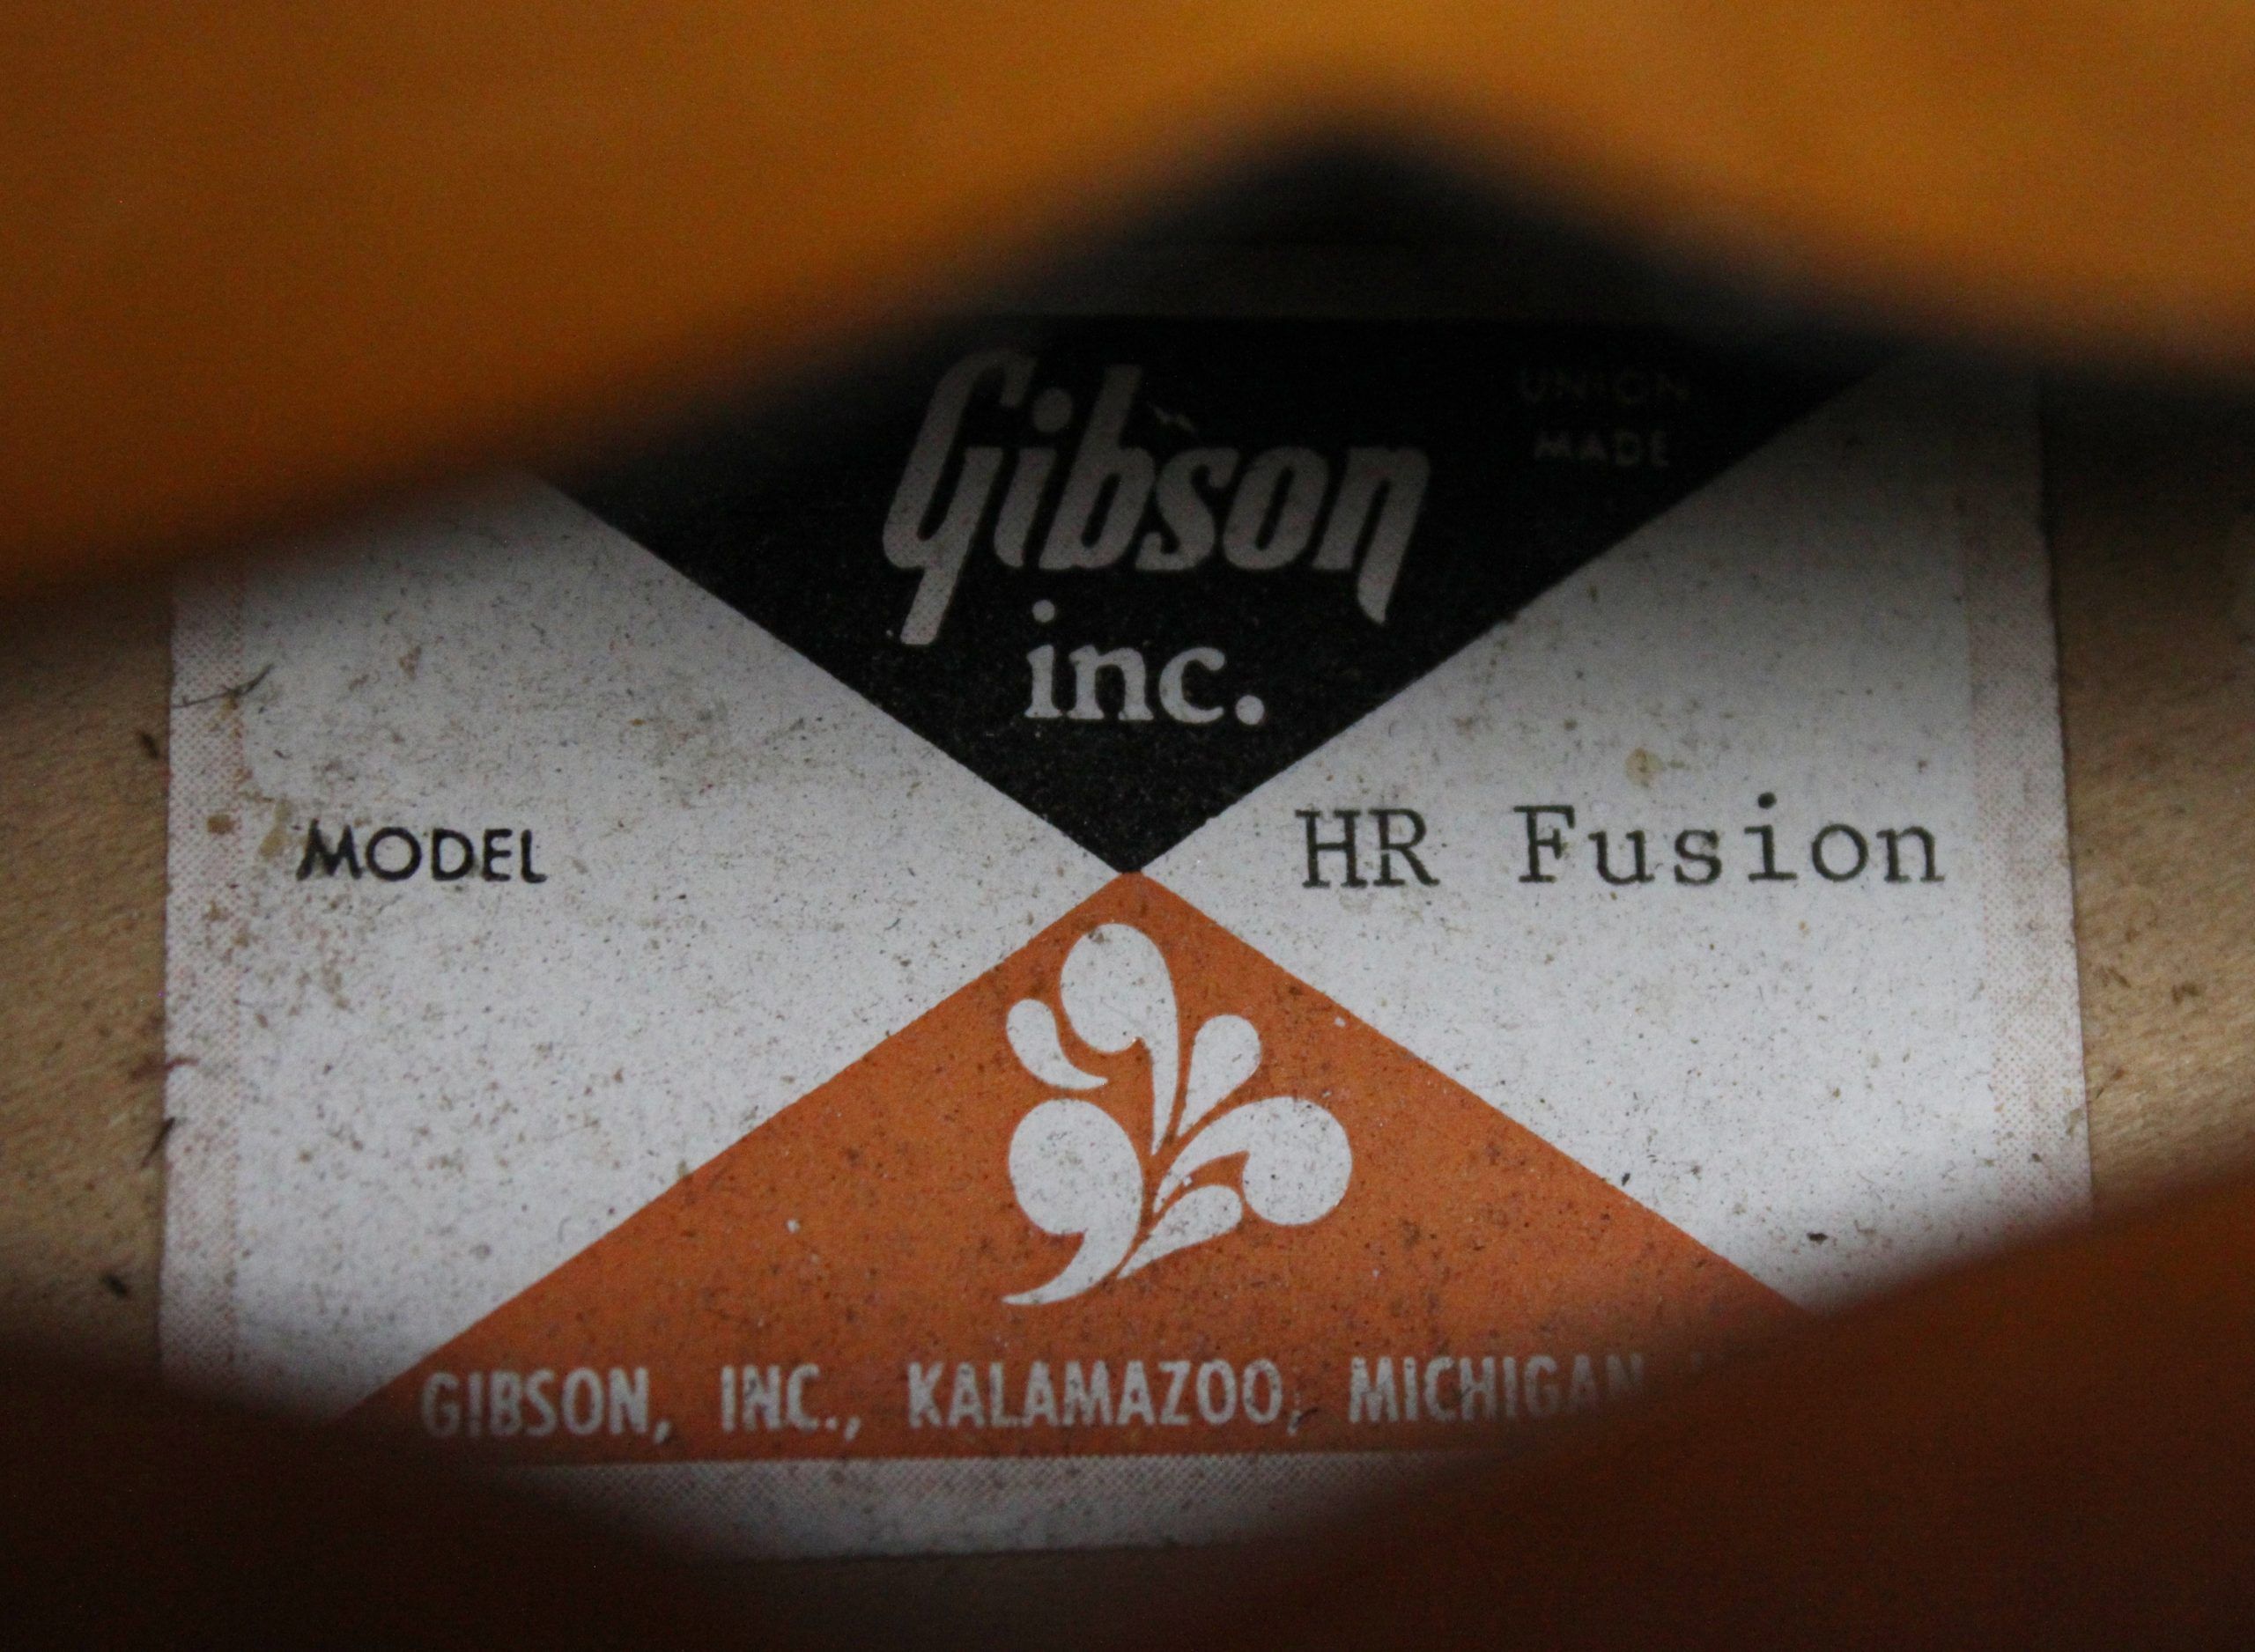 Gibson
inc.
UNION
MADE
MODEL
HR Fusion
GIBSON, INC., KALAMAZOO, MICHIGAN